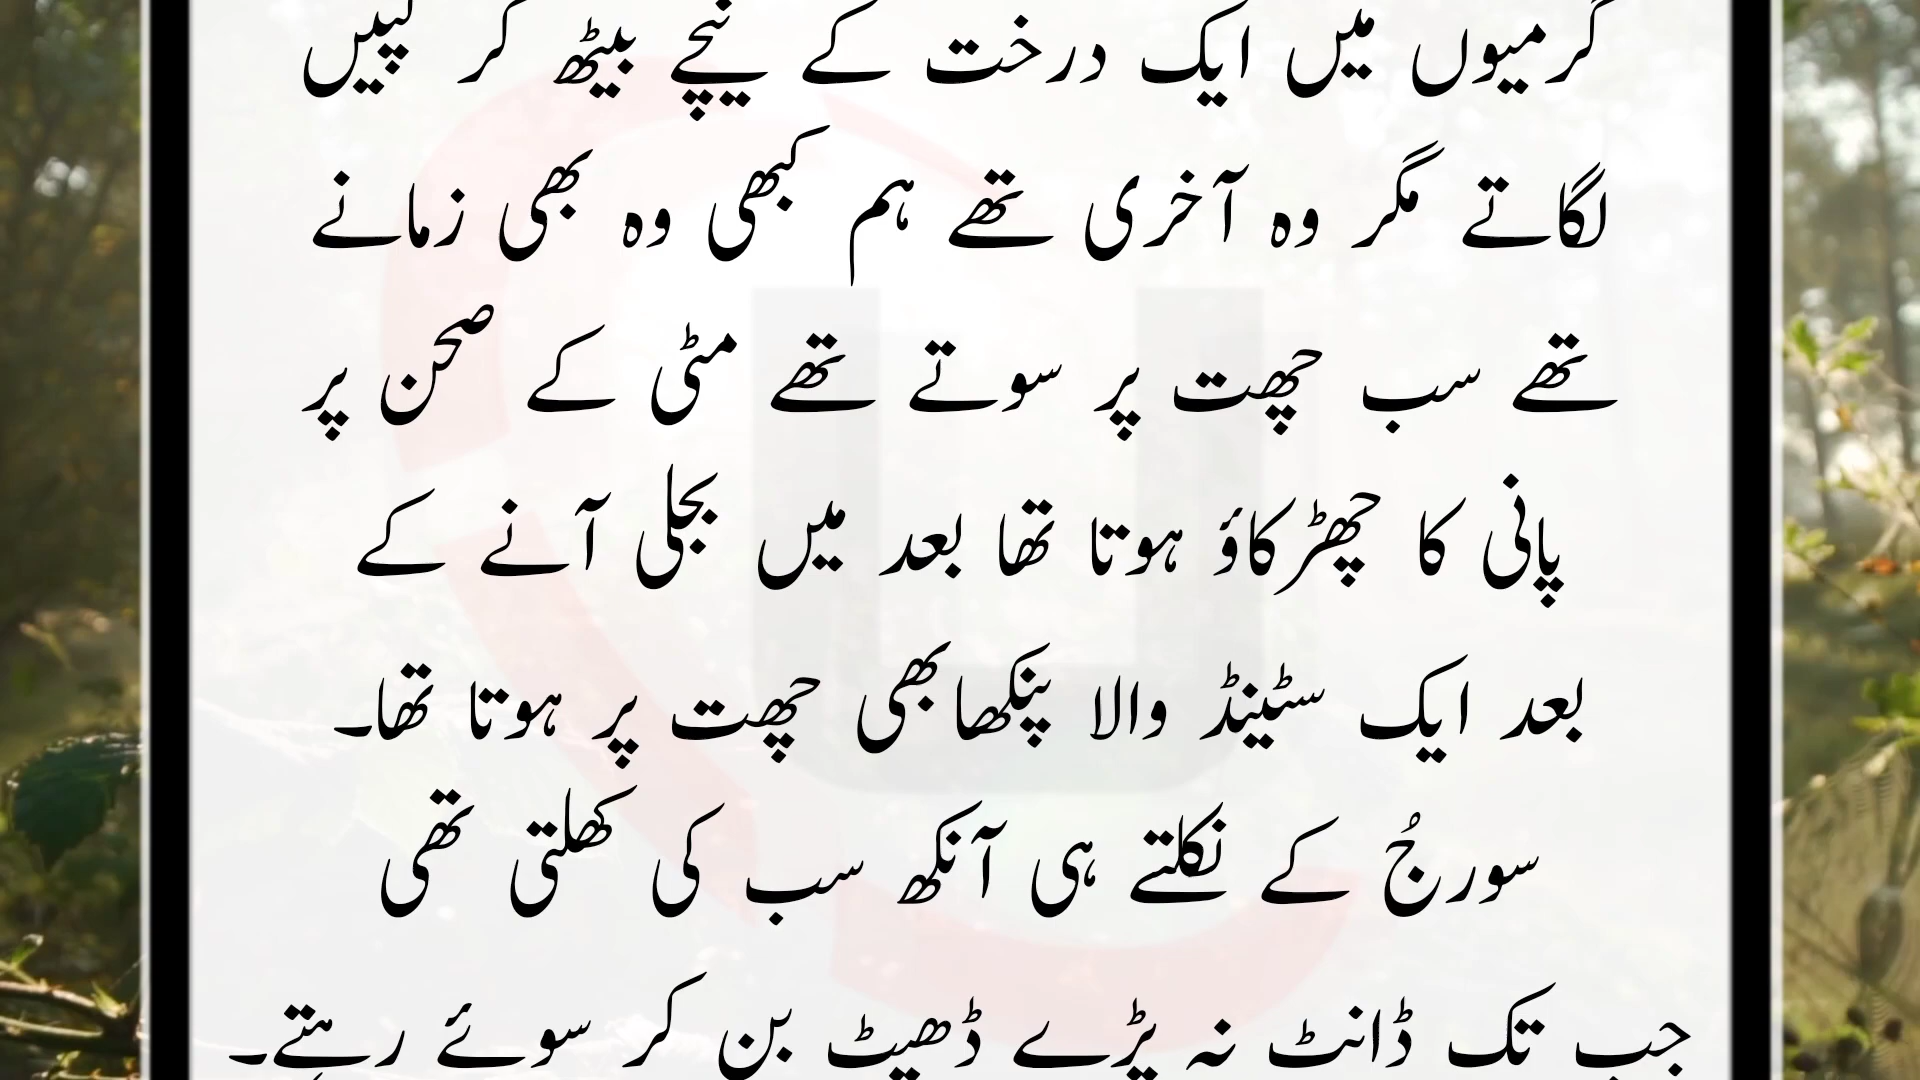 گرمیوں میں ایک درخت کے نیچے بیٹھ کر گپیں
لگاتے مگر وہ آخری تھے ہم کبھی وہ بھی زمانے
تھے سب چھت پر سوتے تھے مٹی کے صحن پر
پانی کا چھڑکاؤ ہوتا تھا بعد میں بجلی آنے کے
بعد ایک سٹینڈ والا پنکھا بھی چھت پر ہوتا تھا۔
سورجُ کے نکلتے ہی آنکھ سب کی کھلتی تھی
جب تک ڈانٹ نہ پڑے ڈھیٹ بن کر سوئے رہتے۔